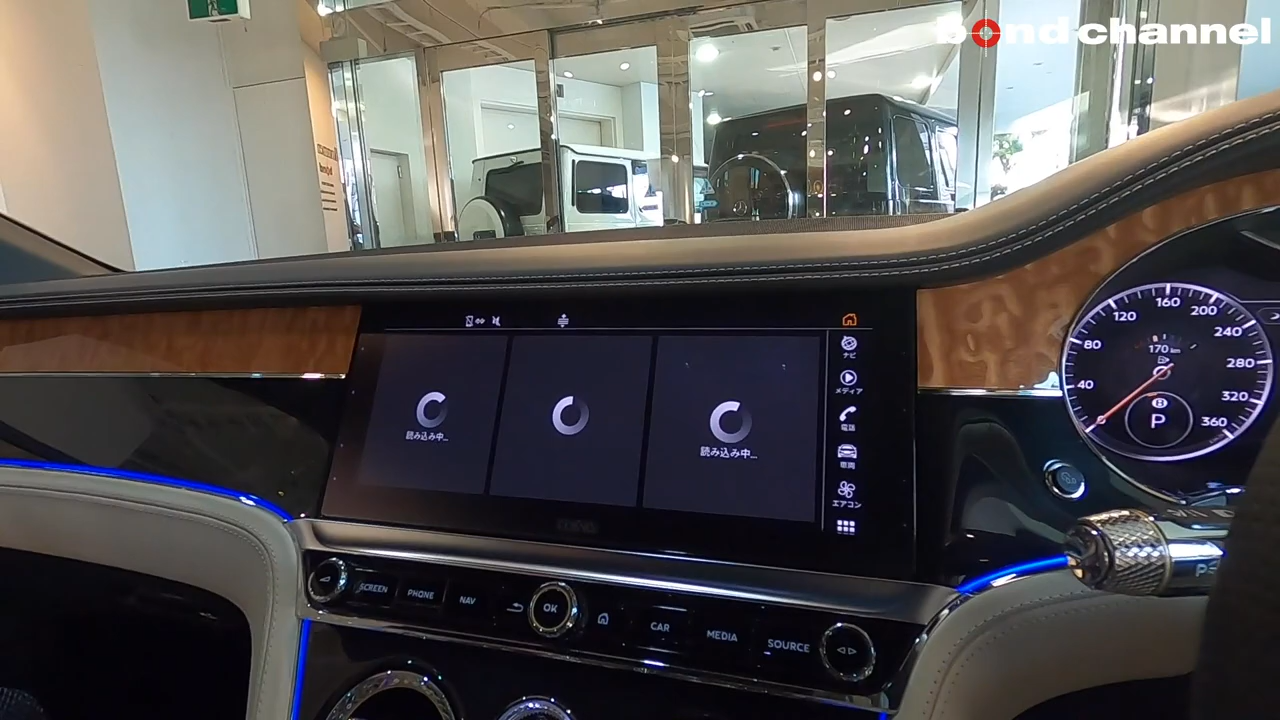 bond channel
ナビ
メディア
電話
車両
エアコン
読み込み中...
読み込み中...
SCREEN
PHONE
NAV
OK
CAR
MEDIA
SOURCE
40
80
120
160
200
240
280
320
360
170 km
B
P